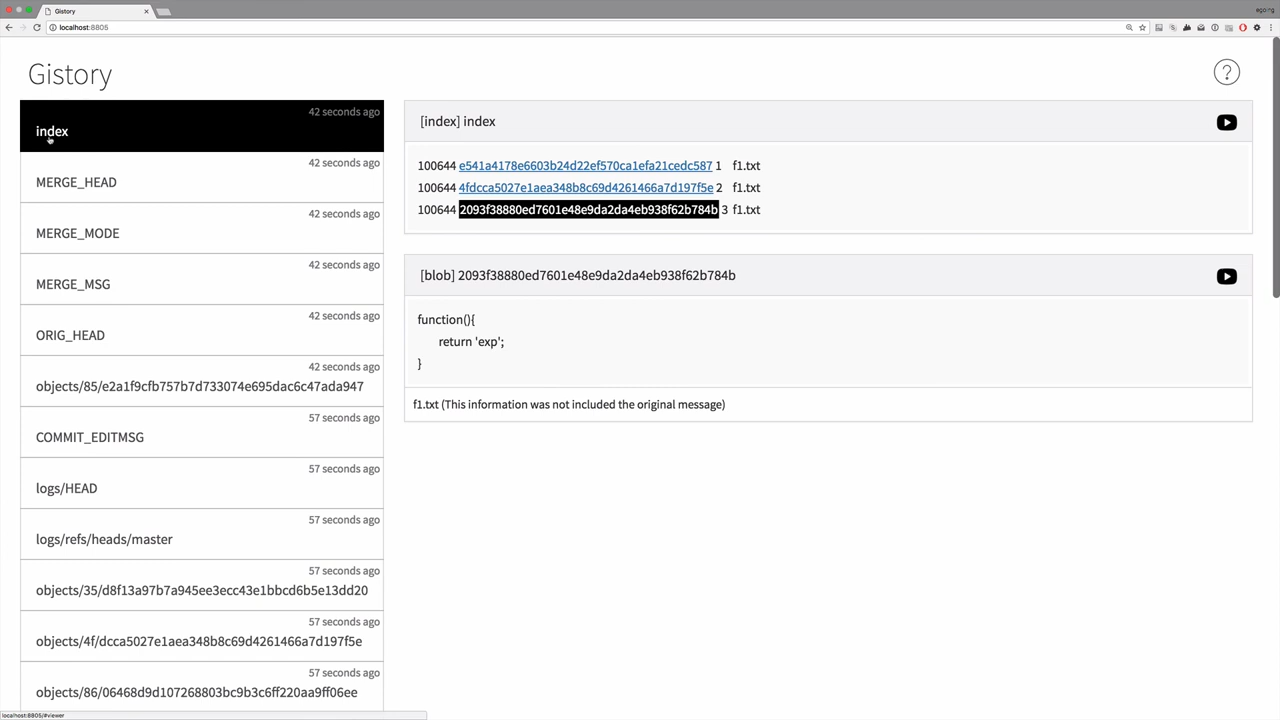 Gistory
egoing
localhost:8805
Gistory
?
42 seconds ago
index
42 seconds ago
MERGE_HEAD
42 seconds ago
MERGE_MODE
42 seconds ago
MERGE_MSG
42 seconds ago
ORIG_HEAD
42 seconds ago
objects/85/e2a1f9cfb757b7d733074e695dac6c47ada947
57 seconds ago
COMMIT_EDITMSG
57 seconds ago
logs/HEAD
57 seconds ago
logs/refs/heads/master
57 seconds ago
objects/35/d8f13a97b7a945ee3ecc43e1bbcd6b5e13dd20
57 seconds ago
objects/4f/dcca5027e1aea348b8c69d4261466a7d197f5e
57 seconds ago
objects/86/06468d9d107268803bc9b3c6ff220aa9ff06ee
[index] index
100644 e541a4178e6603b24d22ef570ca1efa21cedc587 1 f1.txt
100644 4fdcca5027e1aea348b8c69d4261466a7d197f5e 2 f1.txt
100644 2093f38880ed7601e48e9da2da4eb938f62b784b 3 f1.txt
[blob] 2093f38880ed7601e48e9da2da4eb938f62b784b
function(){
return 'exp';
}
f1.txt (This information was not included the original message)
localhost:8805/#viewer